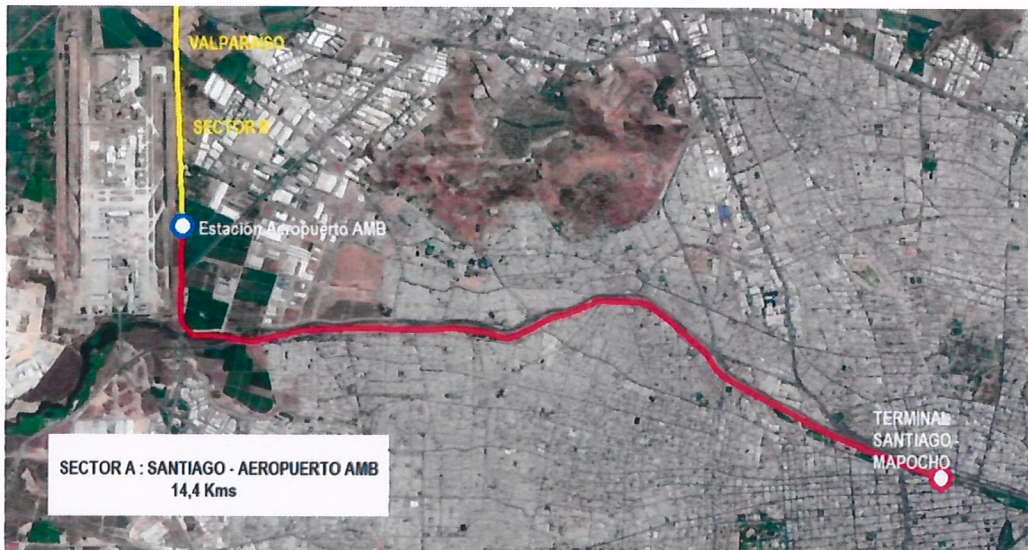 VALPARAISO
SECTOR B
Estación Aeropuerto AMB
TERMINAL
SANTIAGO -
MAPOCHO
SECTOR A : SANTIAGO - AEROPUERTO AMB
14,4 Kms